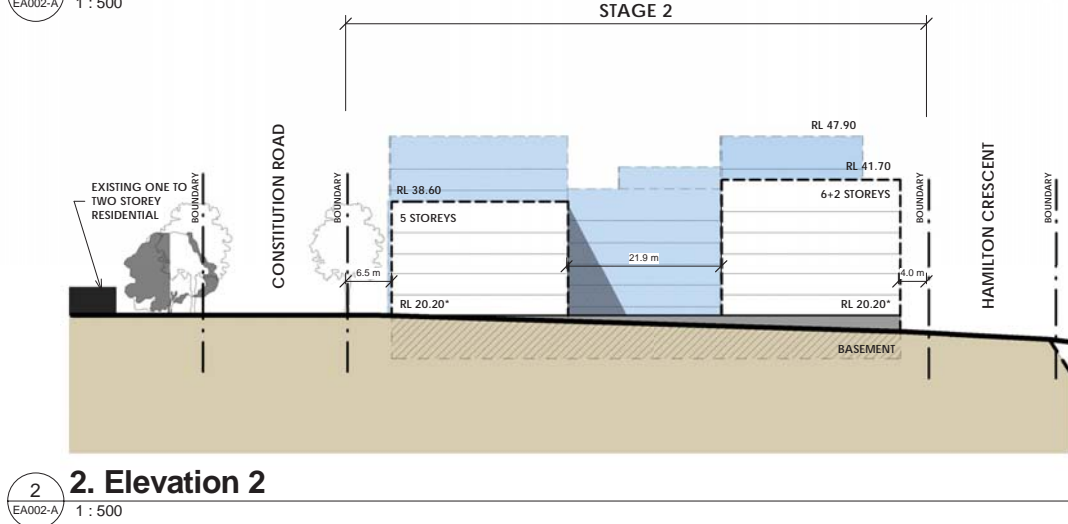 EA002-A
1 : 500
STAGE 2
CONSTITUTION ROAD
HAMILTON CRESCENT
EXISTING ONE TO
TWO STOREY
RESIDENTIAL
BOUNDARY
BOUNDARY
BOUNDARY
BOUNDARY
RL 47.90
RL 41.70
6+2 STOREYS
RL 38.60
5 STOREYS
6.5 m
21.9 m
4.0 m
RL 20.20*
RL 20.20*
BASEMENT
2
EA002-A
2. Elevation 2
1 : 500